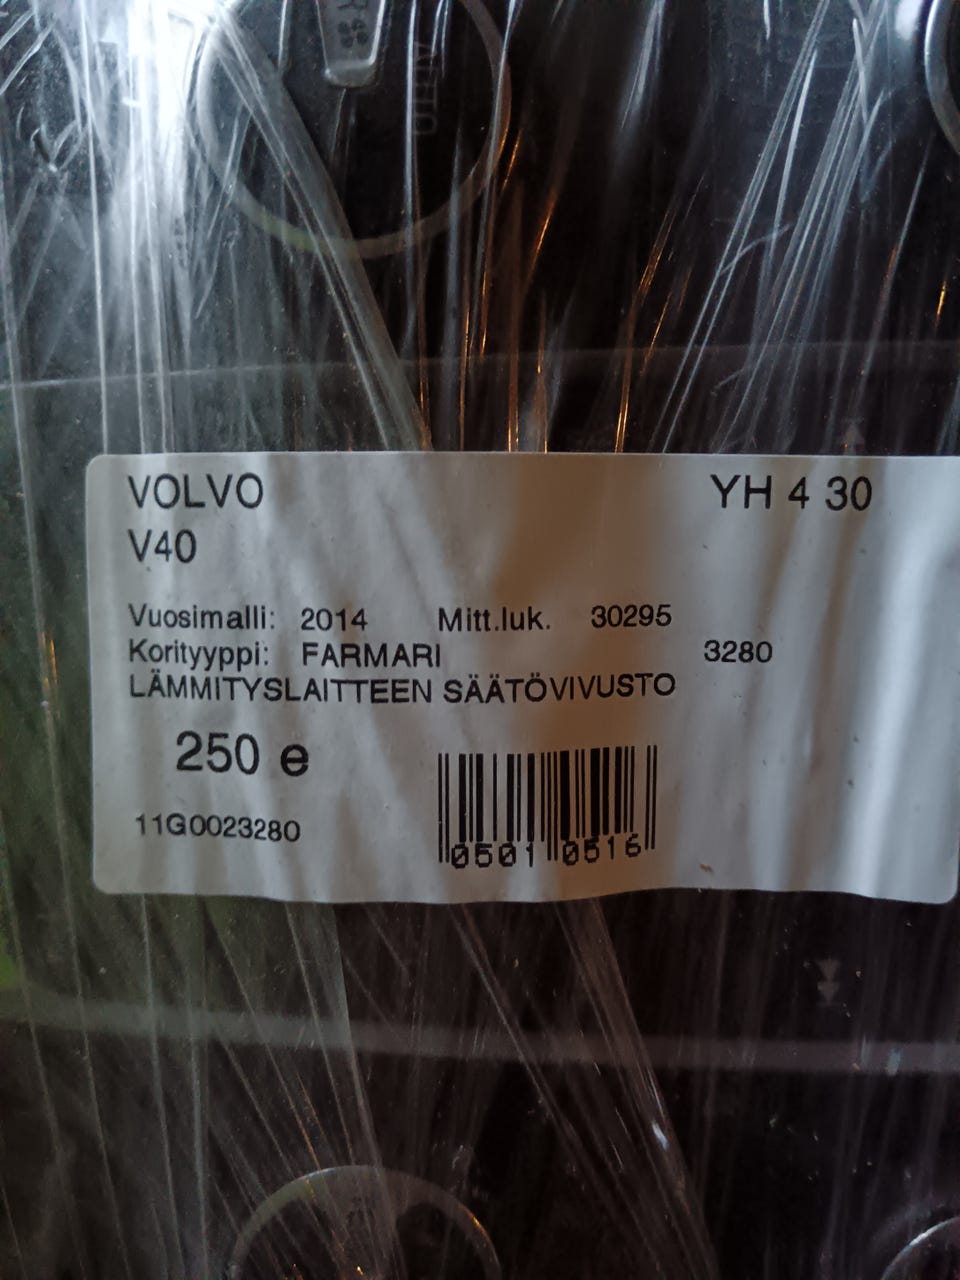 AUTO
VOLVO
YH 4 30
V40
Vuosimalli: 2014 Mitt.luk. 30295
Korityyppi: FARMARI 3280
LÄMMITYSLAITTEEN SÄÄTÖVIVUSTO
250 e
11G0023280
0501 0516